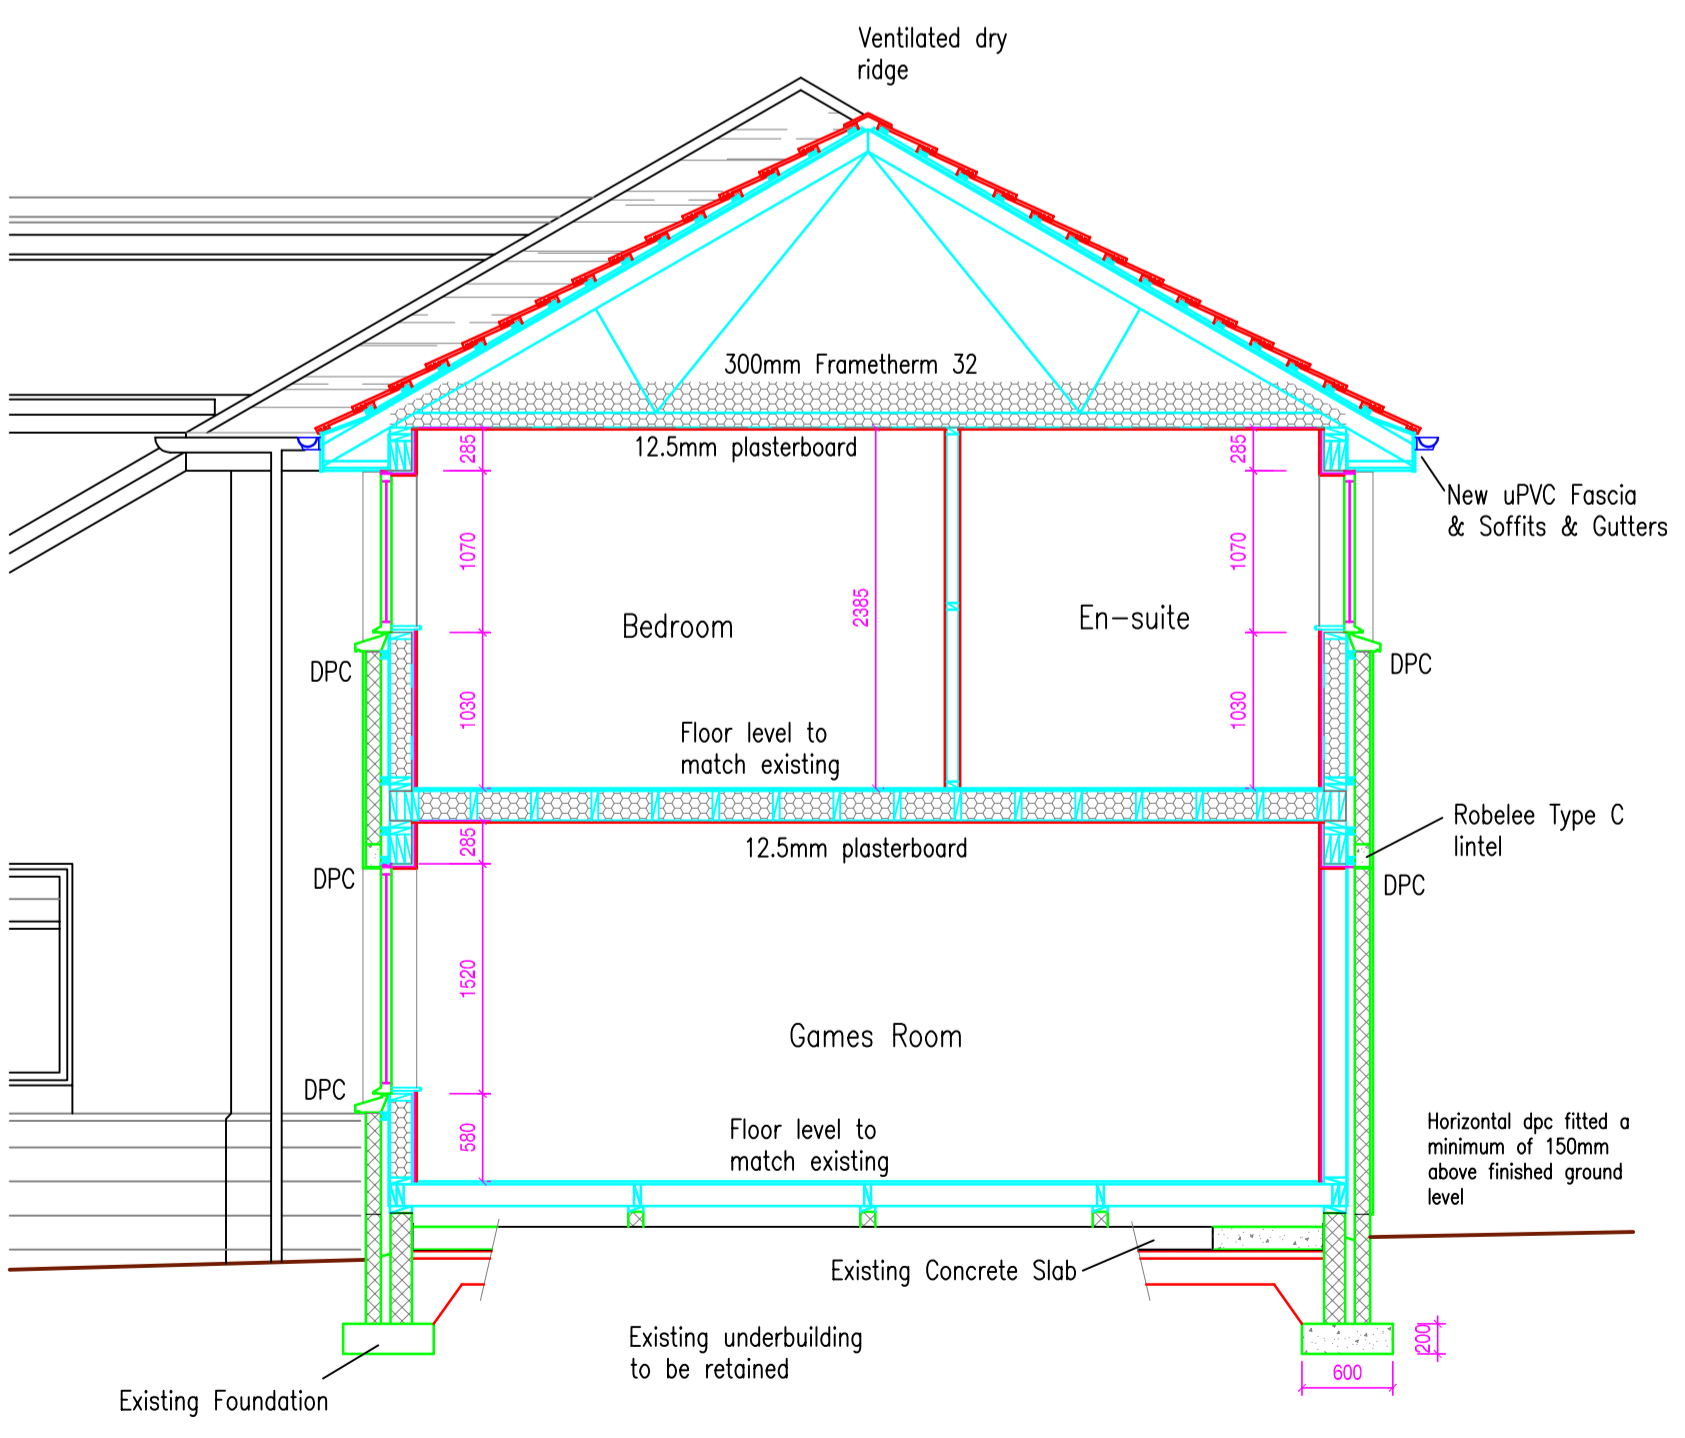 Ventilated dry
ridge
300mm Frametherm 32
12.5mm plasterboard
285
285
New uPVC Fascia
& Soffits & Gutters
1070
1070
2385
Bedroom
En-suite
DPC
DPC
1030
1030
Floor level to
match existing
Robelee Type C
lintel
285
12.5mm plasterboard
DPC
DPC
1520
Games Room
DPC
580
Floor level to
match existing
Horizontal dpc fitted a
minimum of 150mm
above finished ground
level
Existing Concrete Slab
Existing underbuilding
to be retained
200
600
Existing Foundation